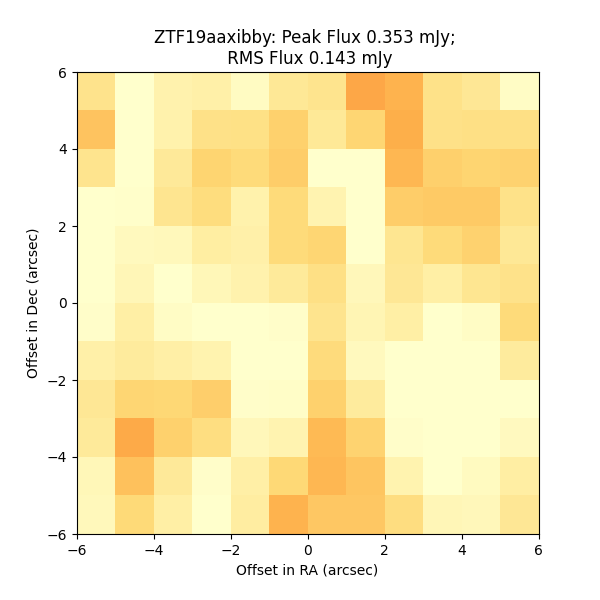 ZTF19aaxibby: Peak Flux 0.353 mJy;
RMS Flux 0.143 mJy
6
4
2
0
−2
−4
−6
Offset in Dec (arcsec)
−6 −4 −2 0 2 4 6
Offset in RA (arcsec)